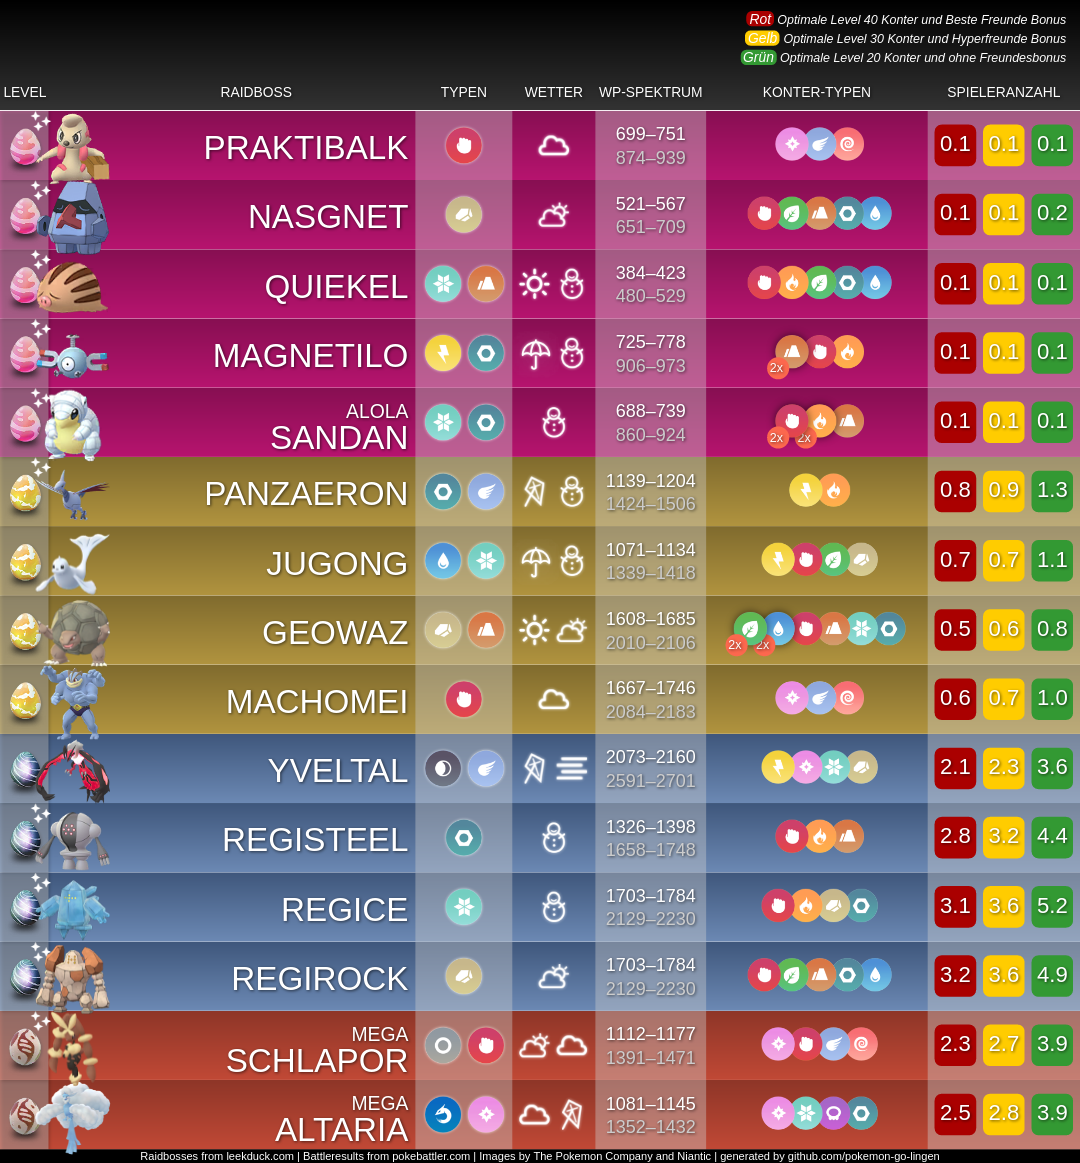 Rot Optimale Level 40 Konter und Beste Freunde Bonus
Gelb Optimale Level 30 Konter und Hyperfreunde Bonus
Grün Optimale Level 20 Konter und ohne Freundesbonus
LEVEL RAIDBOSS TYPEN WETTER WP-SPEKTRUM KONTER-TYPEN SPIELERANZAHL
PRAKTIBALK 699–751 0.1 0.1 0.1
874–939
NASGNET 521–567 0.1 0.1 0.2
651–709
QUIEKEL 384–423 0.1 0.1 0.1
480–529
MAGNETILO 725–778 0.1 0.1 0.1
906–973 2x
ALOLA
SANDAN 688–739 0.1 0.1 0.1
860–924 2x 2x
PANZAERON 1139–1204 0.8 0.9 1.3
1424–1506
JUGONG 1071–1134 0.7 0.7 1.1
1339–1418
GEOWAZ 1608–1685 0.5 0.6 0.8
2010–2106 2x 2x
MACHOMEI 1667–1746 0.6 0.7 1.0
2084–2183
YVELTAL 2073–2160 2.1 2.3 3.6
2591–2701
REGISTEEL 1326–1398 2.8 3.2 4.4
1658–1748
REGICE 1703–1784 3.1 3.6 5.2
2129–2230
REGIROCK 1703–1784 3.2 3.6 4.9
2129–2230
MEGA
SCHLAPOR 1112–1177 2.3 2.7 3.9
1391–1471
MEGA
ALTARIA 1081–1145 2.5 2.8 3.9
1352–1432
Raidbosses from leekduck.com | Battleresults from pokebattler.com | Images by The Pokemon Company and Niantic | generated by github.com/pokemon-go-lingen